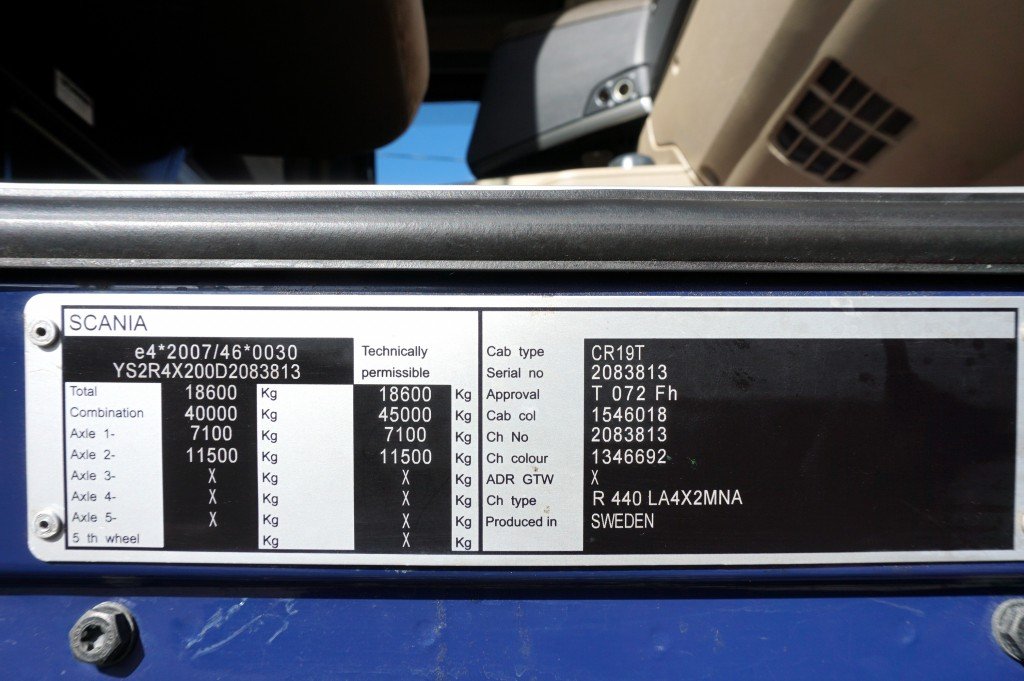 SCANIA
e4*2007/46*0030
YS2R4X200D2083813
Technically
permissible
Total 18600 Kg 18600 Kg
Combination 40000 Kg 45000 Kg
Axle 1- 7100 Kg 7100 Kg
Axle 2- 11500 Kg 11500 Kg
Axle 3- X Kg X Kg
Axle 4- X Kg X Kg
Axle 5- X Kg X Kg
5 th wheel Kg X Kg
Cab type CR19T
Serial no 2083813
Approval T 072 Fh
Cab col 1546018
Ch No 2083813
Ch colour 1346692
ADR GTW X
Ch type R 440 LA4X2MNA
Produced in SWEDEN